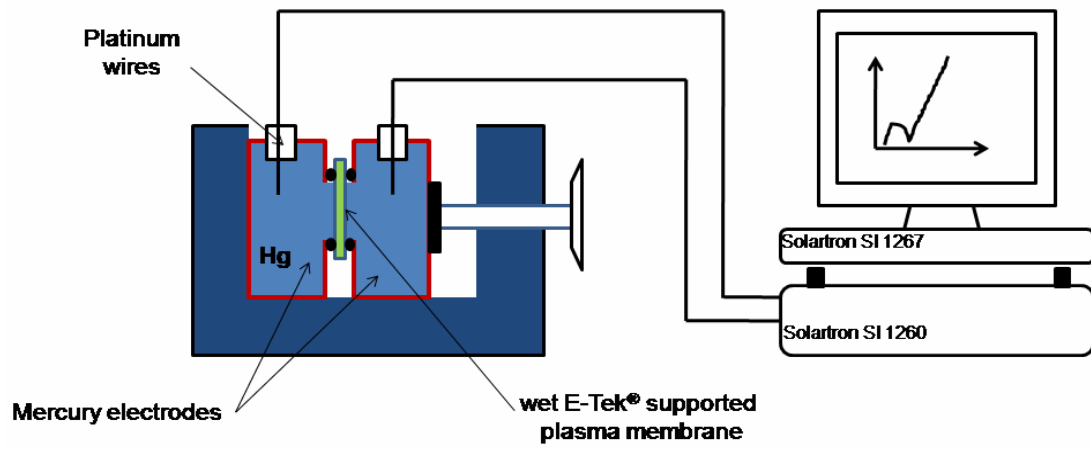 Platinum
wires
Hg
Mercury electrodes
wet E-Tek® supported
plasma membrane
Solartron SI 1267
Solartron SI 1260